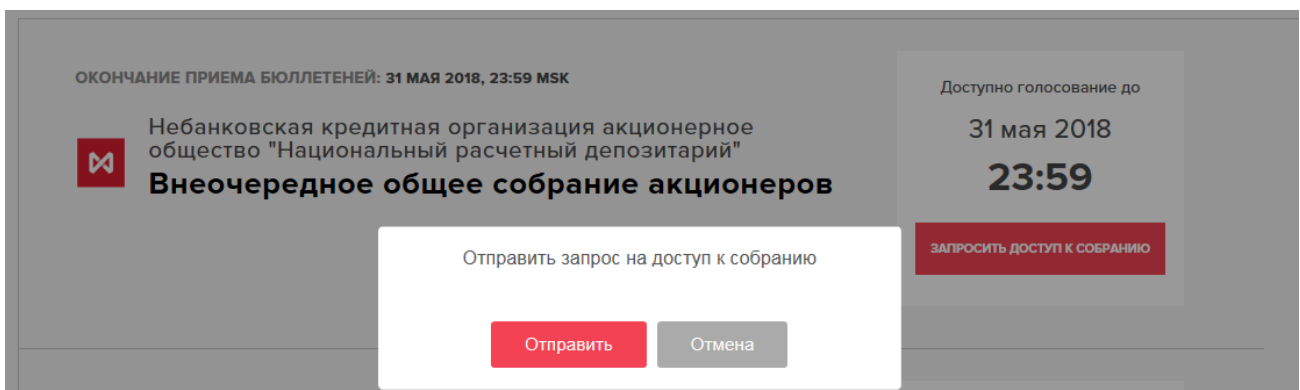 ОКОНЧАНИЕ ПРИЕМА БЮЛЛЕТЕНЕЙ: 31 МАЯ 2018, 23:59 MSK
Небанковская кредитная организация акционерное
общество "Национальный расчетный депозитарий"
Внеочередное общее собрание акционеров
Доступно голосование до
31 мая 2018
23:59
ЗАПРОСИТЬ ДОСТУП К СОБРАНИЮ
Отправить запрос на доступ к собранию
Отправить
Отмена